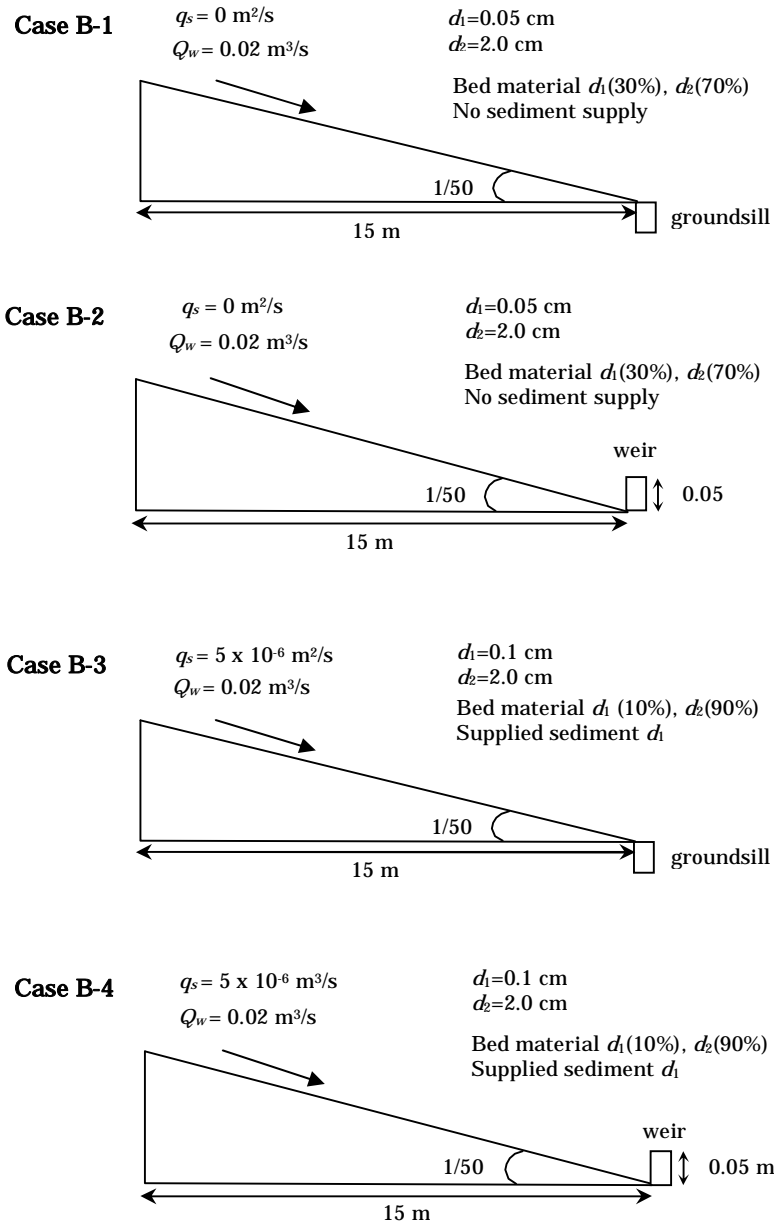 Case B-1
qs = 0 m²/s
Qw = 0.02 m³/s
d1=0.05 cm
d2=2.0 cm
Bed material d1(30%), d2(70%)
No sediment supply
1/50
15 m
groundsill
Case B-2
qs = 0 m²/s
Qw = 0.02 m³/s
d1=0.05 cm
d2=2.0 cm
Bed material d1(30%), d2(70%)
No sediment supply
weir
1/50
0.05
15 m
Case B-3
qs = 5 x 10⁻⁶ m²/s
Qw = 0.02 m³/s
d1=0.1 cm
d2=2.0 cm
Bed material d1 (10%), d2(90%)
Supplied sediment d1
1/50
15 m
groundsill
Case B-4
qs = 5 x 10⁻⁶ m³/s
Qw = 0.02 m³/s
d1=0.1 cm
d2=2.0 cm
Bed material d1(10%), d2(90%)
Supplied sediment d1
weir
1/50
0.05 m
15 m